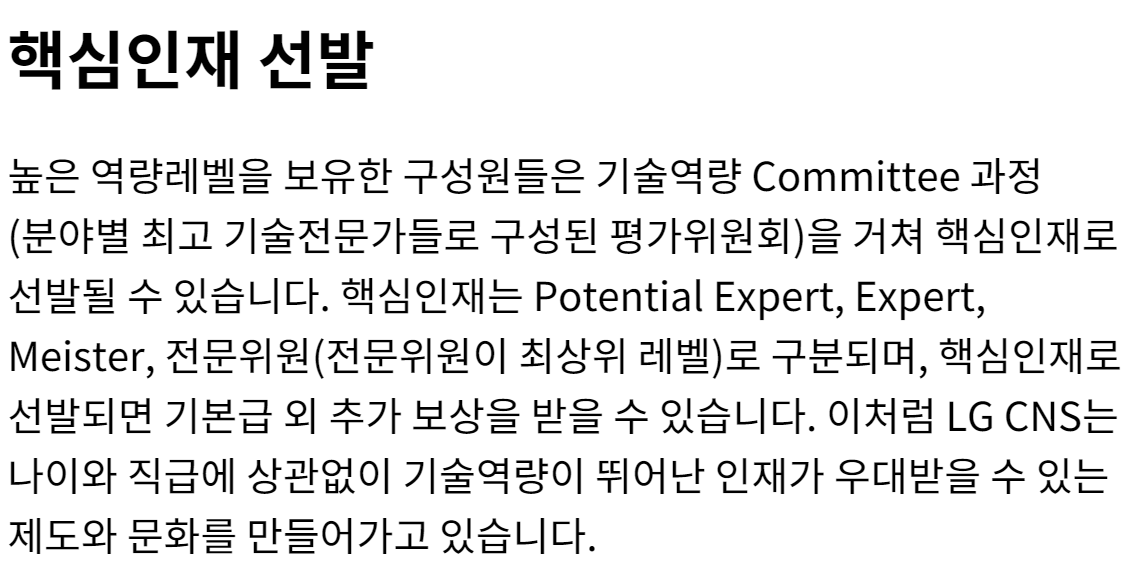 핵심인재 선발
높은 역량레벨을 보유한 구성원들은 기술역량 Committee 과정
(분야별 최고 기술전문가들로 구성된 평가위원회)을 거쳐 핵심인재로
선발될 수 있습니다. 핵심인재는 Potential Expert, Expert,
Meister, 전문위원(전문위원이 최상위 레벨)로 구분되며, 핵심인재로
선발되면 기본급 외 추가 보상을 받을 수 있습니다. 이처럼 LG CNS는
나이와 직급에 상관없이 기술역량이 뛰어난 인재가 우대받을 수 있는
제도와 문화를 만들어가고 있습니다.